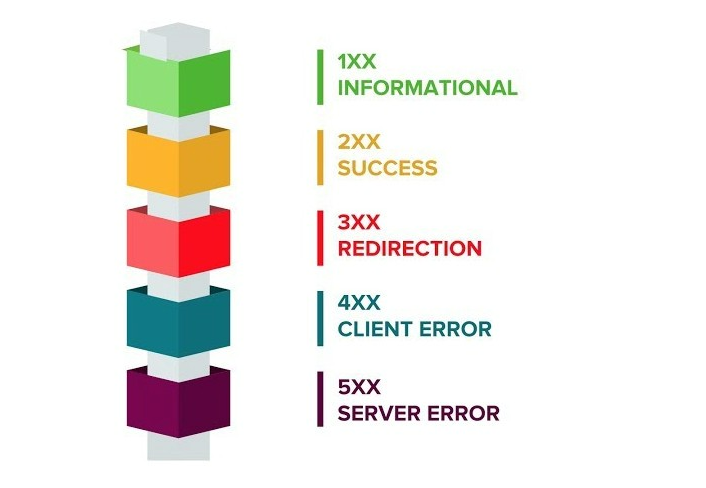 1XX
INFORMATIONAL
2XX
SUCCESS
3XX
REDIRECTION
4XX
CLIENT ERROR
5XX
SERVER ERROR